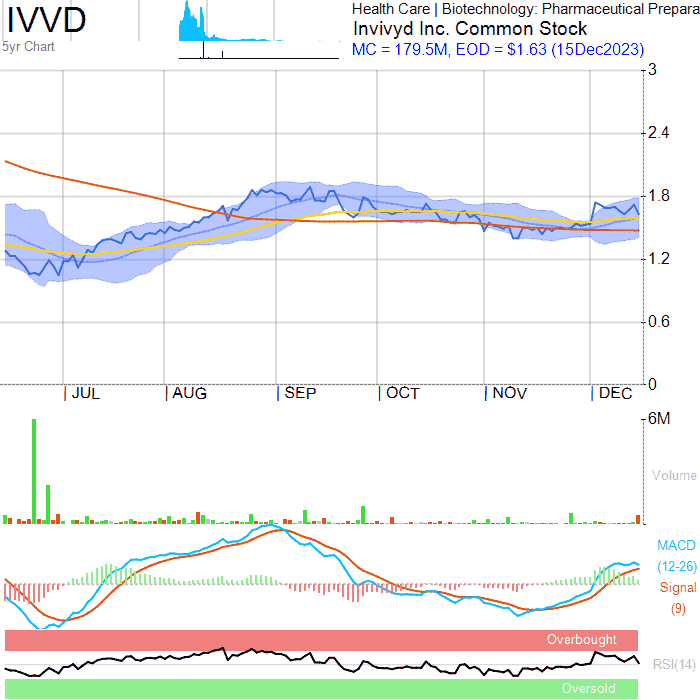 IVVD
5yr Chart
Health Care | Biotechnology: Pharmaceutical Prepara
Invivyd Inc. Common Stock
MC = 179.5M, EOD = $1.63 (15Dec2023)
3
2.4
1.8
1.2
0.6
0
JUL AUG SEP OCT NOV DEC
6M
Volume
MACD
(12-26)
Signal
(9)
Overbought
RSI(14)
Oversold